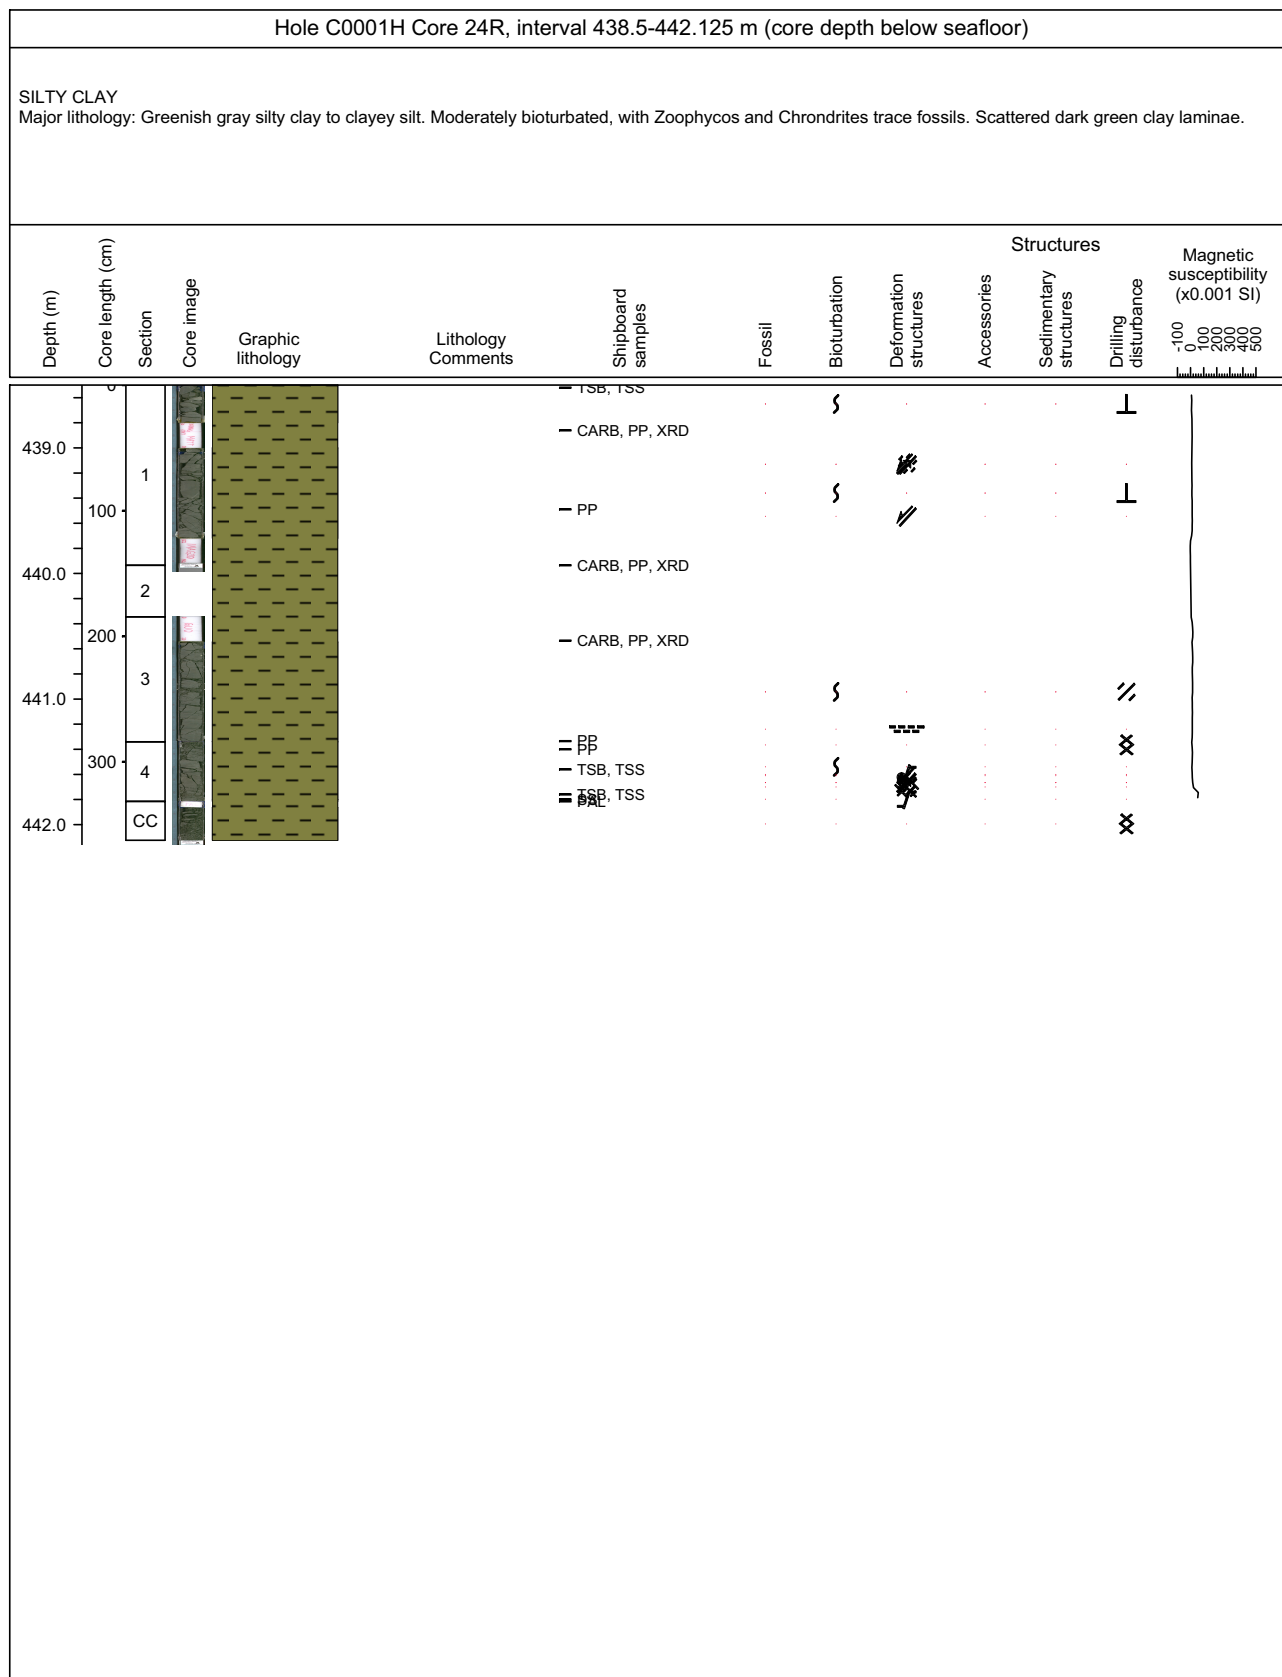 Hole C0001H Core 24R, interval 438.5-442.125 m (core depth below seafloor)
SILTY CLAY
Major lithology: Greenish gray silty clay to clayey silt. Moderately bioturbated, with Zoophycos and Chrondrites trace fossils. Scattered dark green clay laminae.
Depth (m)
Core length (cm)
Section
Core image
Graphic
lithology
Lithology
Comments
Shipboard
samples
Fossil
Bioturbation
Deformation
structures
Accessories
Structures
Sedimentary
structures
Drilling
disturbance
Magnetic
susceptibility
(x0.001 SI)
-100
0
100
200
300
400
500
0
TSB, TSS
CARB, PP, XRD
439.0
1
100
PP
CARB, PP, XRD
440.0
2
200
CARB, PP, XRD
3
441.0
PP
PP
300
4
TSB, TSS
TSB, TSS
PAL
CC
442.0